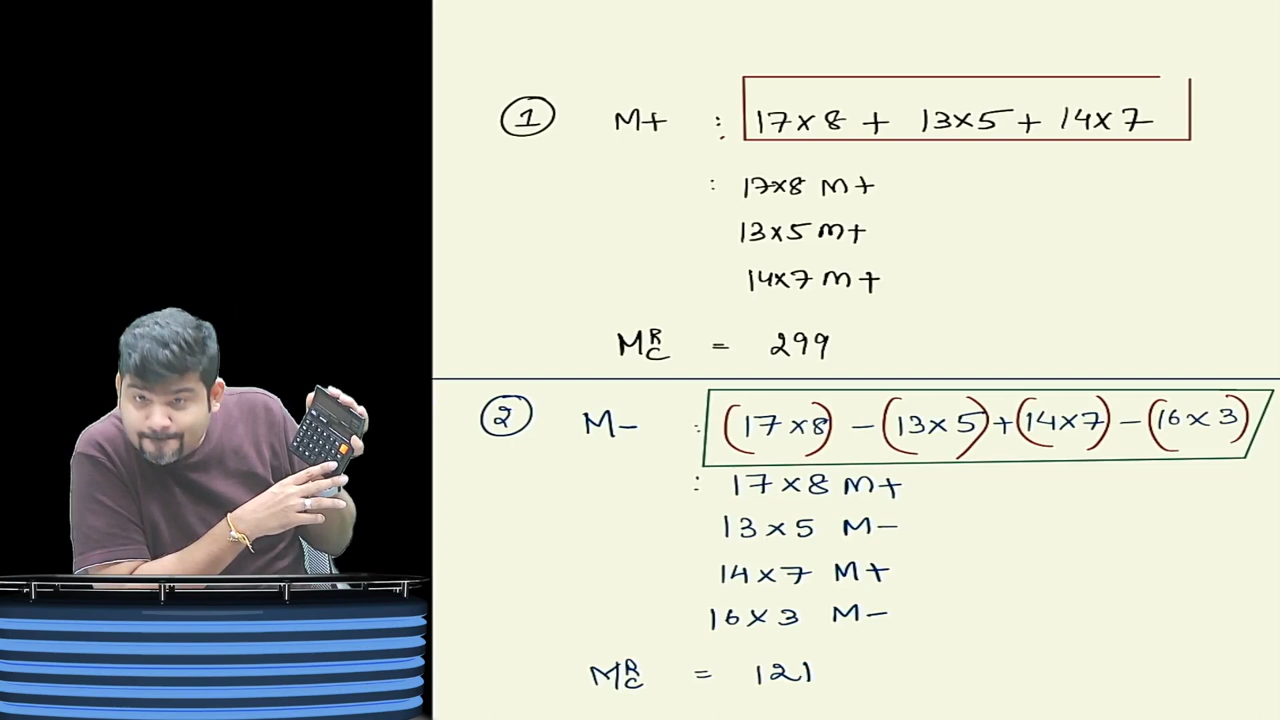 ① M+ : 17×8 + 13×5 + 14×7
: 17×8 M+
13×5 M+
14×7 M+
MRC = 299
② M- : (17×8) - (13×5) + (14×7) - (16×3)
: 17×8 M+
13×5 M-
14×7 M+
16×3 M-
MRC = 121